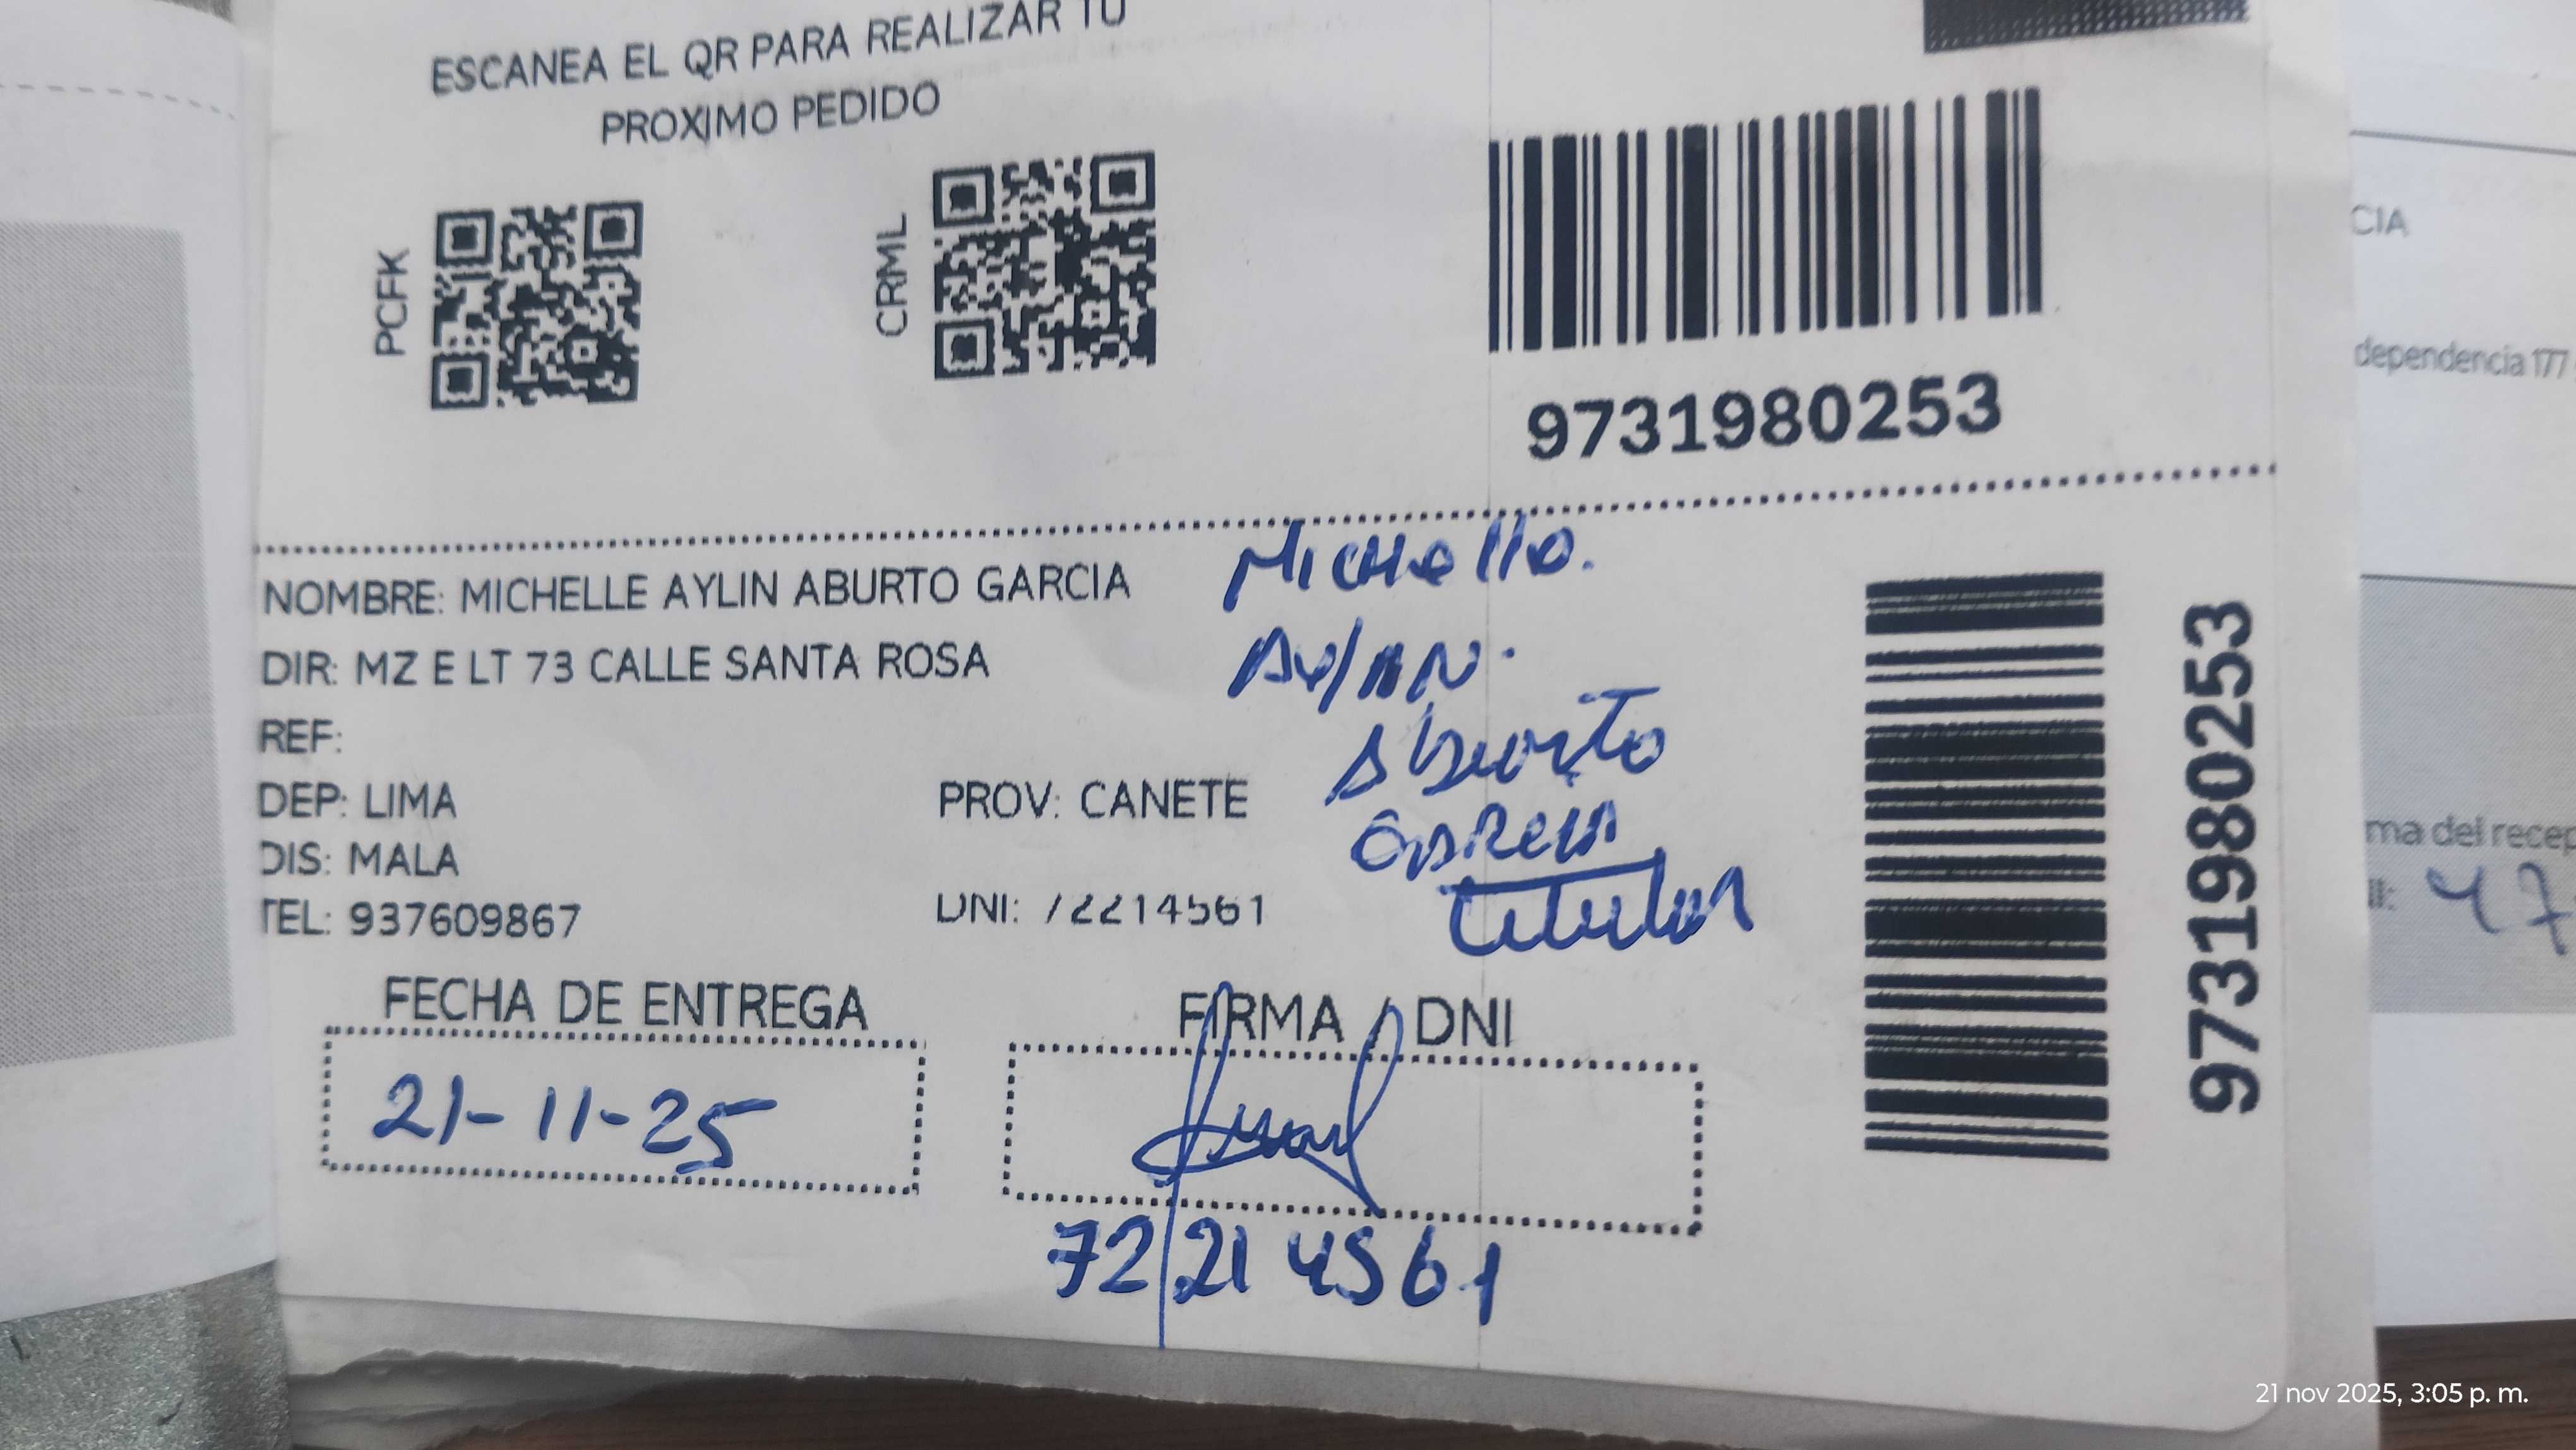 ESCANEA EL QR PARA REALIZAR TU
PROXIMO PEDIDO
PCFK
CRML
9731980253
NOMBRE: MICHELLE AYLIN ABURTO GARCIA
DIR: MZ E LT 73 CALLE SANTA ROSA
REF:
DEP: LIMA
PROV: CANETE
DIS: MALA
TEL: 937609867
DNI: 72214561
Michelle.
Aylin.
Aburto
Garcia
titular
9731980253
FECHA DE ENTREGA
21-11-25
FIRMA / DNI
72214561
CIA
dependencia 177
ma del recep
47
21 nov 2025, 3:05 p. m.